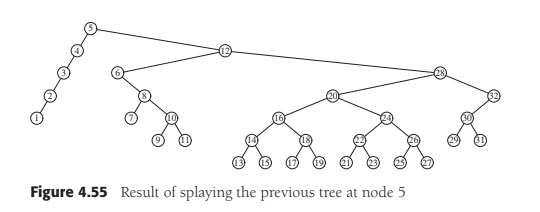 5
4 12
3 6 28
2 8 20 32
1 7 10 16 24 30
9 11 14 18 22 26 29 31
13 15 17 19 21 23 25 27
Figure 4.55 Result of splaying the previous tree at node 5